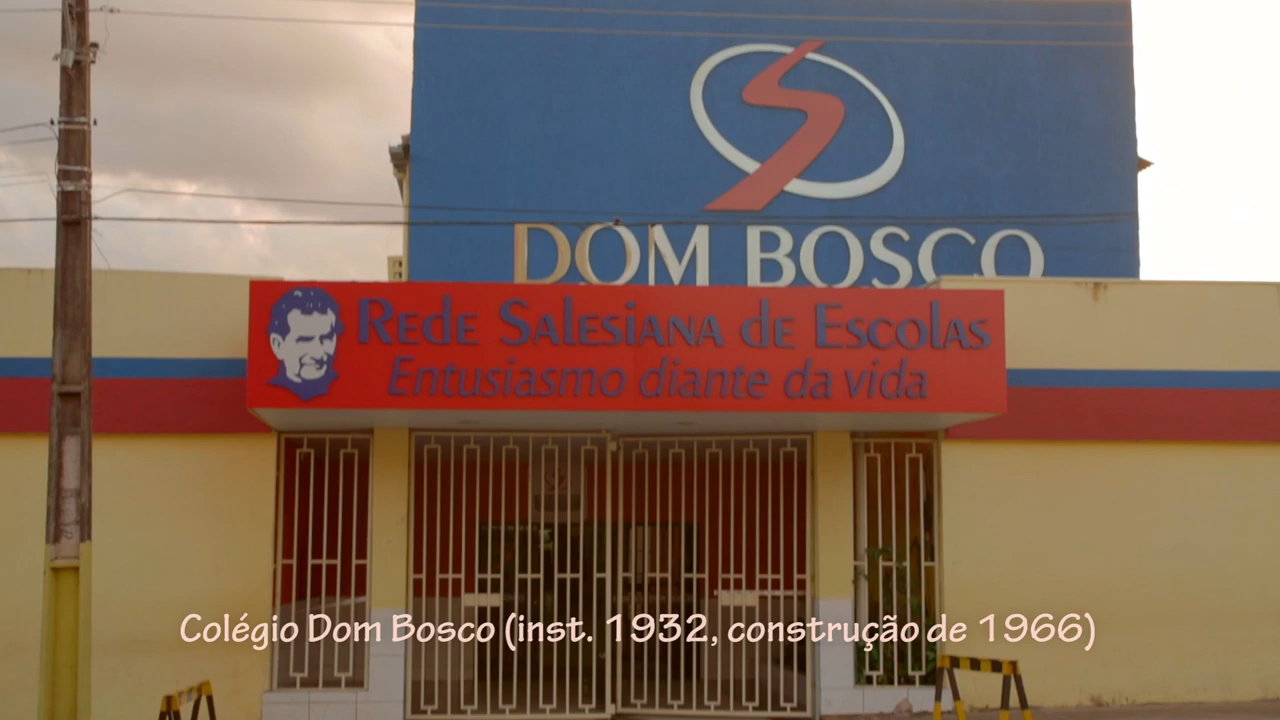 DOM BOSCO
Rede Salesiana de Escolas
Entusiasmo diante da vida
Colégio Dom Bosco (inst. 1932, construção de 1966)